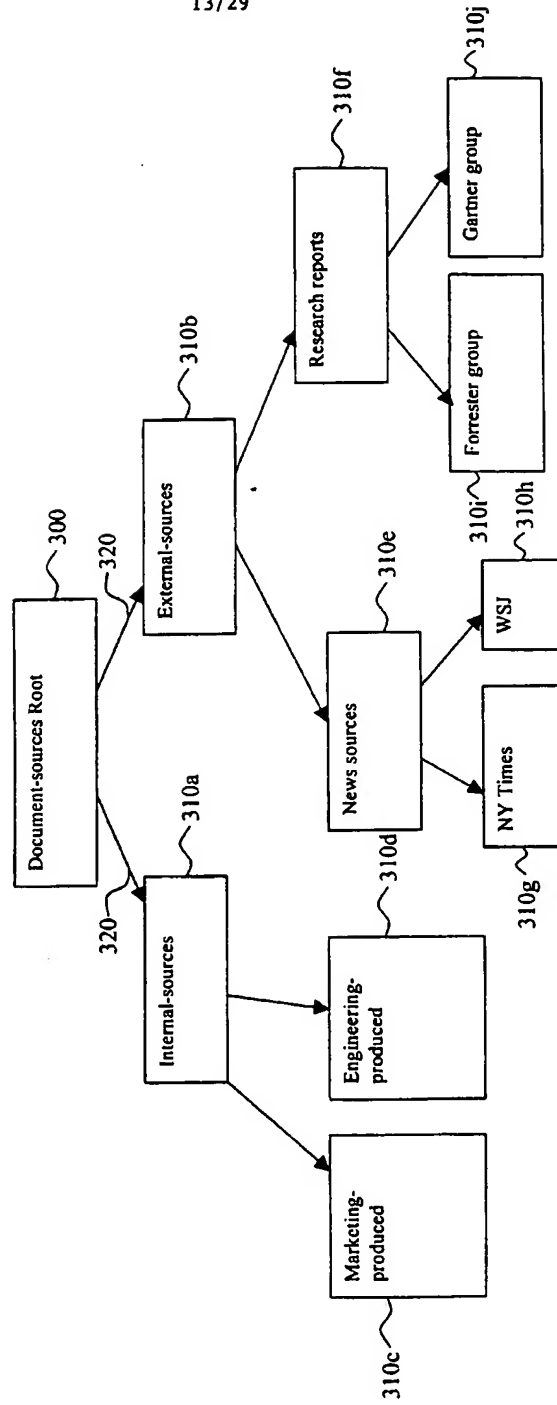 13/29
Document-sources Root
300
320
320
Internal-sources
310a
External-sources
310b
Marketing-
produced
310c
Engineering-
produced
310d
News sources
310e
Research reports
310f
NY Times
310g
WSJ
310h
Forrester group
310i
Gartner group
310j